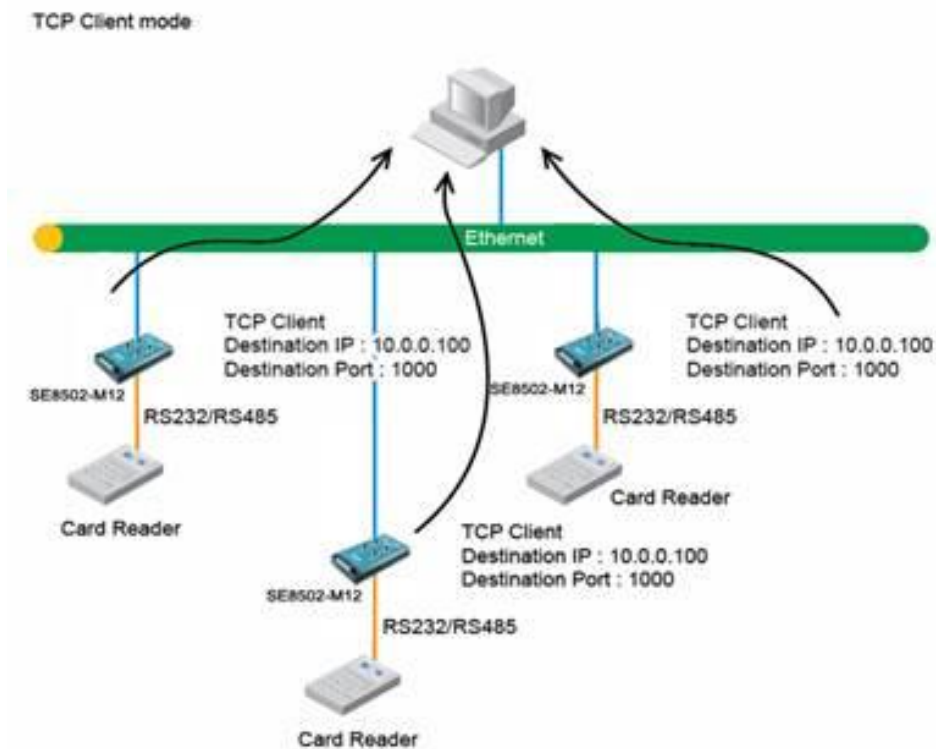 TCP Client mode
Ethernet
TCP Client
Destination IP : 10.0.0.100
Destination Port : 1000
SE8502-M12
RS232/RS485
Card Reader
TCP Client
Destination IP : 10.0.0.100
Destination Port : 1000
SE8502-M12
RS232/RS485
Card Reader
TCP Client
Destination IP : 10.0.0.100
Destination Port : 1000
SE8502-M12
RS232/RS485
Card Reader